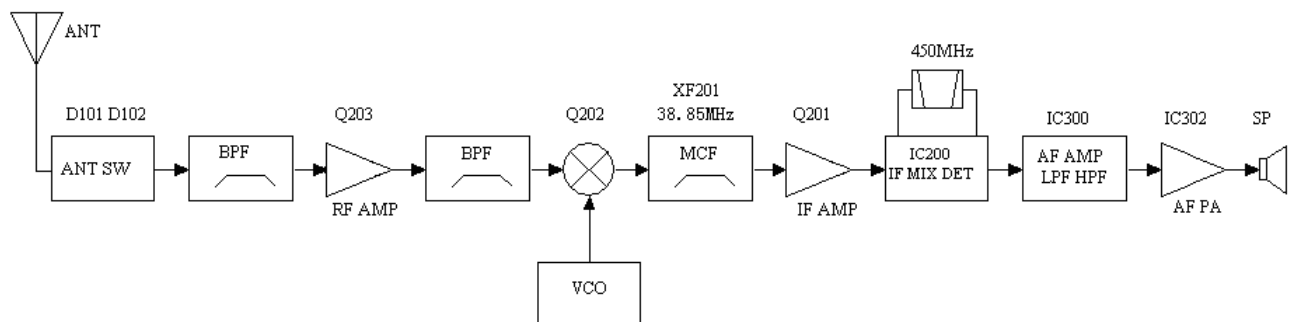 ANT
450MHz
D101 D102
Q203
Q202
XF201
38.85MHz
Q201
IC300
IC302
SP
ANT SW
BPF
BPF
MCF
IC200
IF MIX DET
AF AMP
LPF HPF
RF AMP
IF AMP
AF PA
VCO